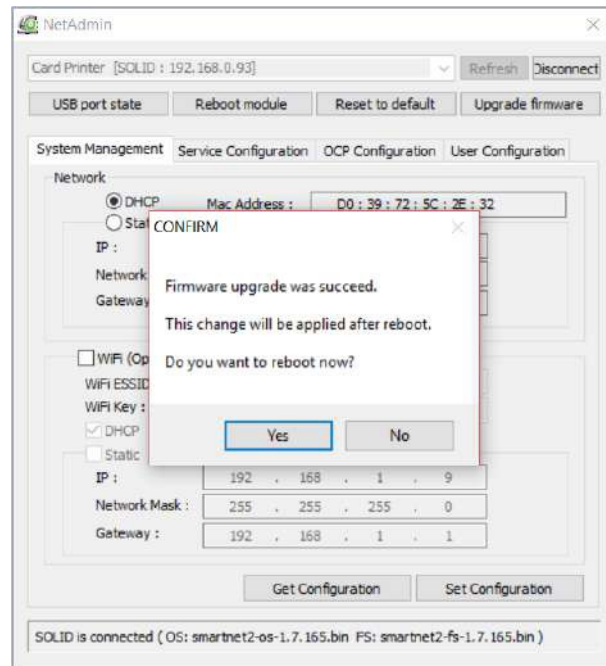 NetAdmin
Card Printer [SOLID : 192.168.0.93]
Refresh
Disconnect
USB port state
Reboot module
Reset to default
Upgrade firmware
System Management
Service Configuration
OCP Configuration
User Configuration
Network
DHCP
Mac Address :
D0 : 39 : 72 : 5C : 2E : 32
Stat
IP :
Network
Gateway
CONFIRM
Firmware upgrade was succeed.
This change will be applied after reboot.
Do you want to reboot now?
Yes
No
WiFi (Op
WiFi ESSID
WiFi Key :
DHCP
Static
IP :
192 . 168 . 1 . 9
Network Mask :
255 . 255 . 255 . 0
Gateway :
192 . 168 . 1 . 1
Get Configuration
Set Configuration
SOLID is connected ( OS: smartnet2-os-1.7.165.bin FS: smartnet2-fs-1.7.165.bin )